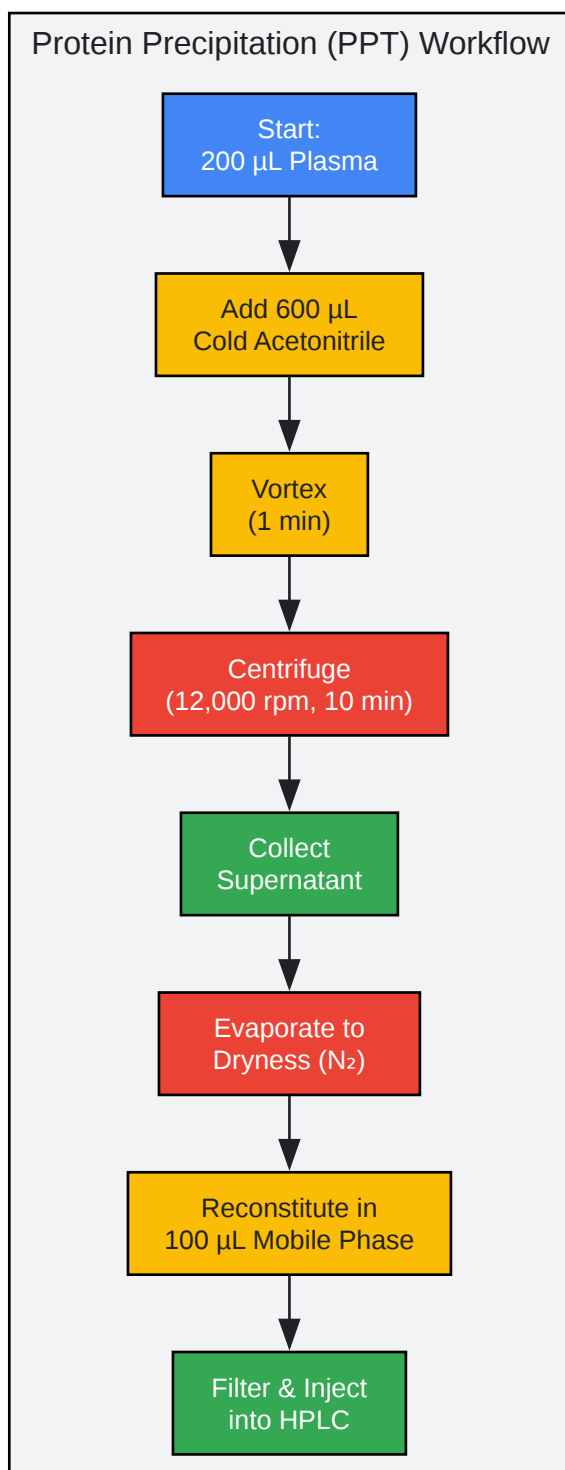 Protein Precipitation (PPT) Workflow
Start:
200 µL Plasma
Add 600 µL
Cold Acetonitrile
Vortex
(1 min)
Centrifuge
(12,000 rpm, 10 min)
Collect
Supernatant
Evaporate to
Dryness (N₂)
Reconstitute in
100 µL Mobile Phase
Filter & Inject
into HPLC